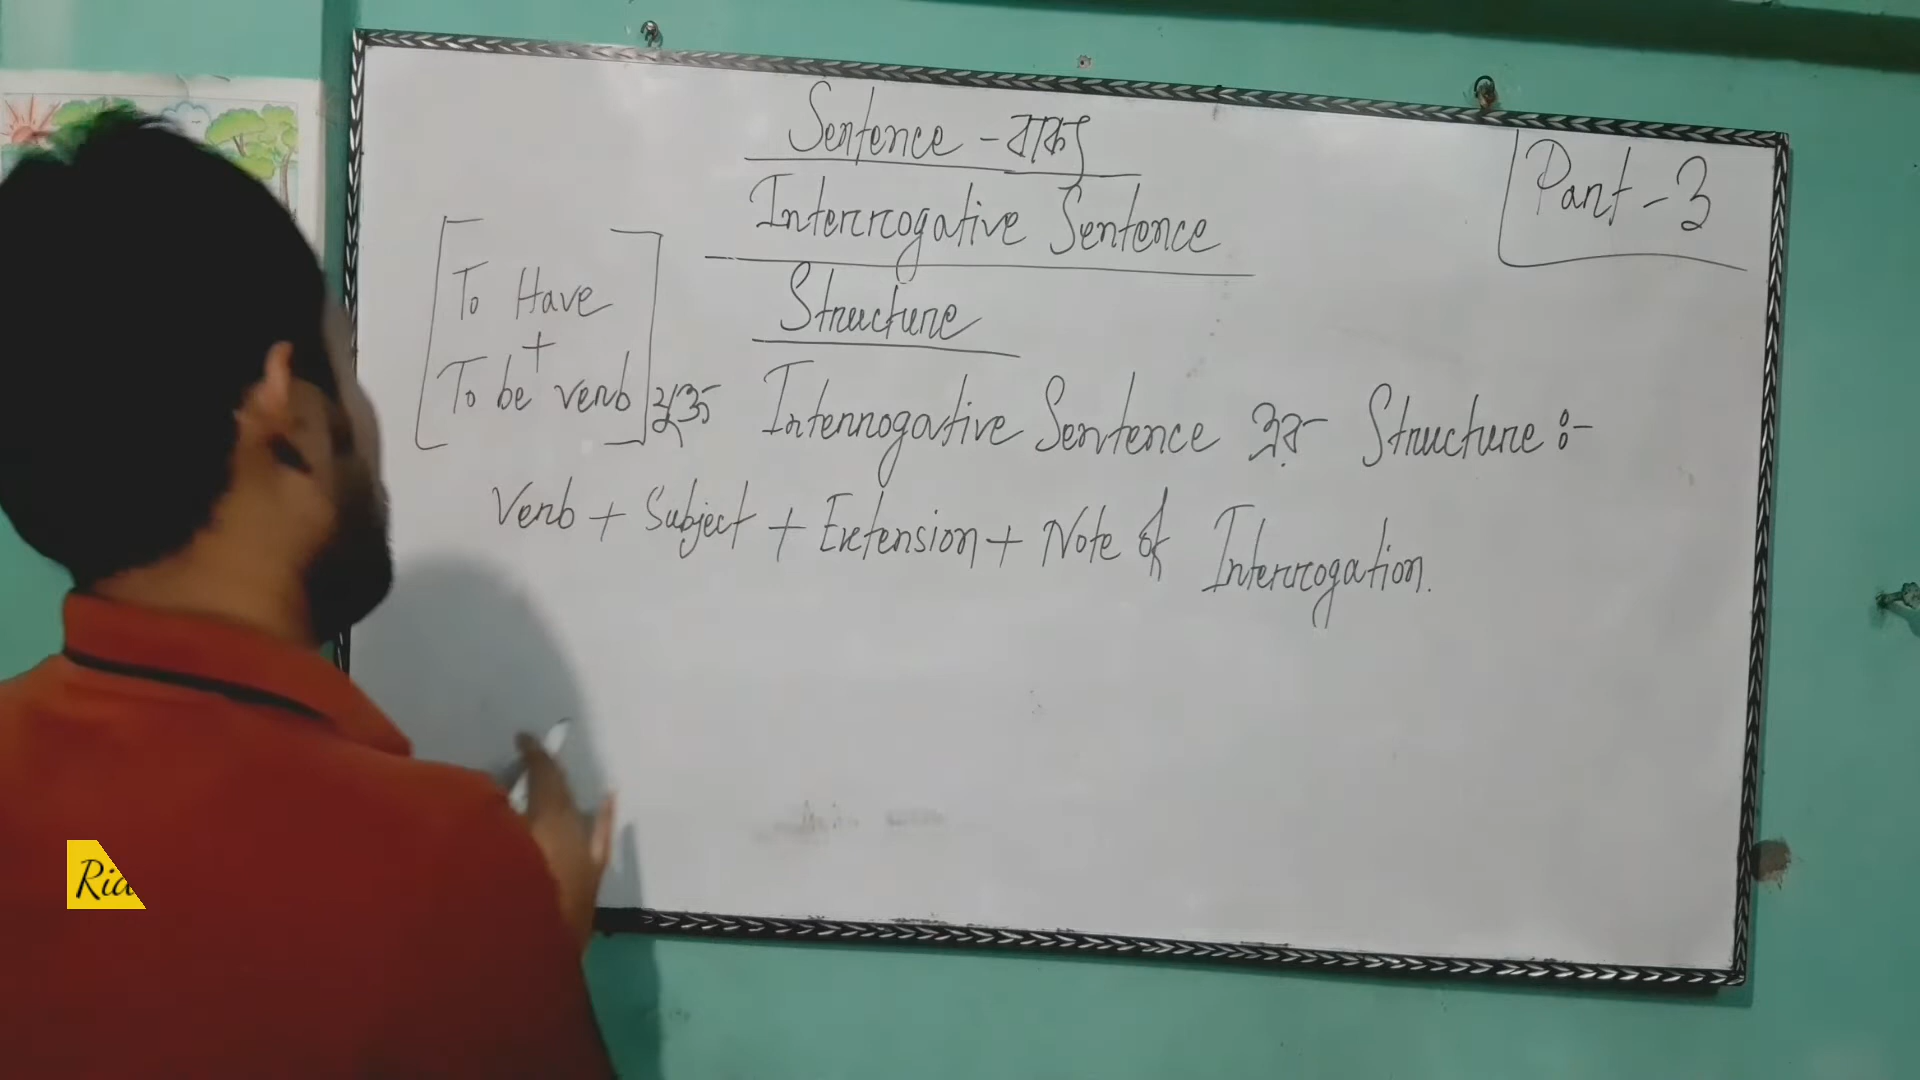 Sentence - বাক্য
Part - 3
Interrogative Sentence
Structure
[To Have
+
To be verb] যুক্ত Interrogative Sentence এর Structure :-
Verb + Subject + Extension + Note of Interrogation.